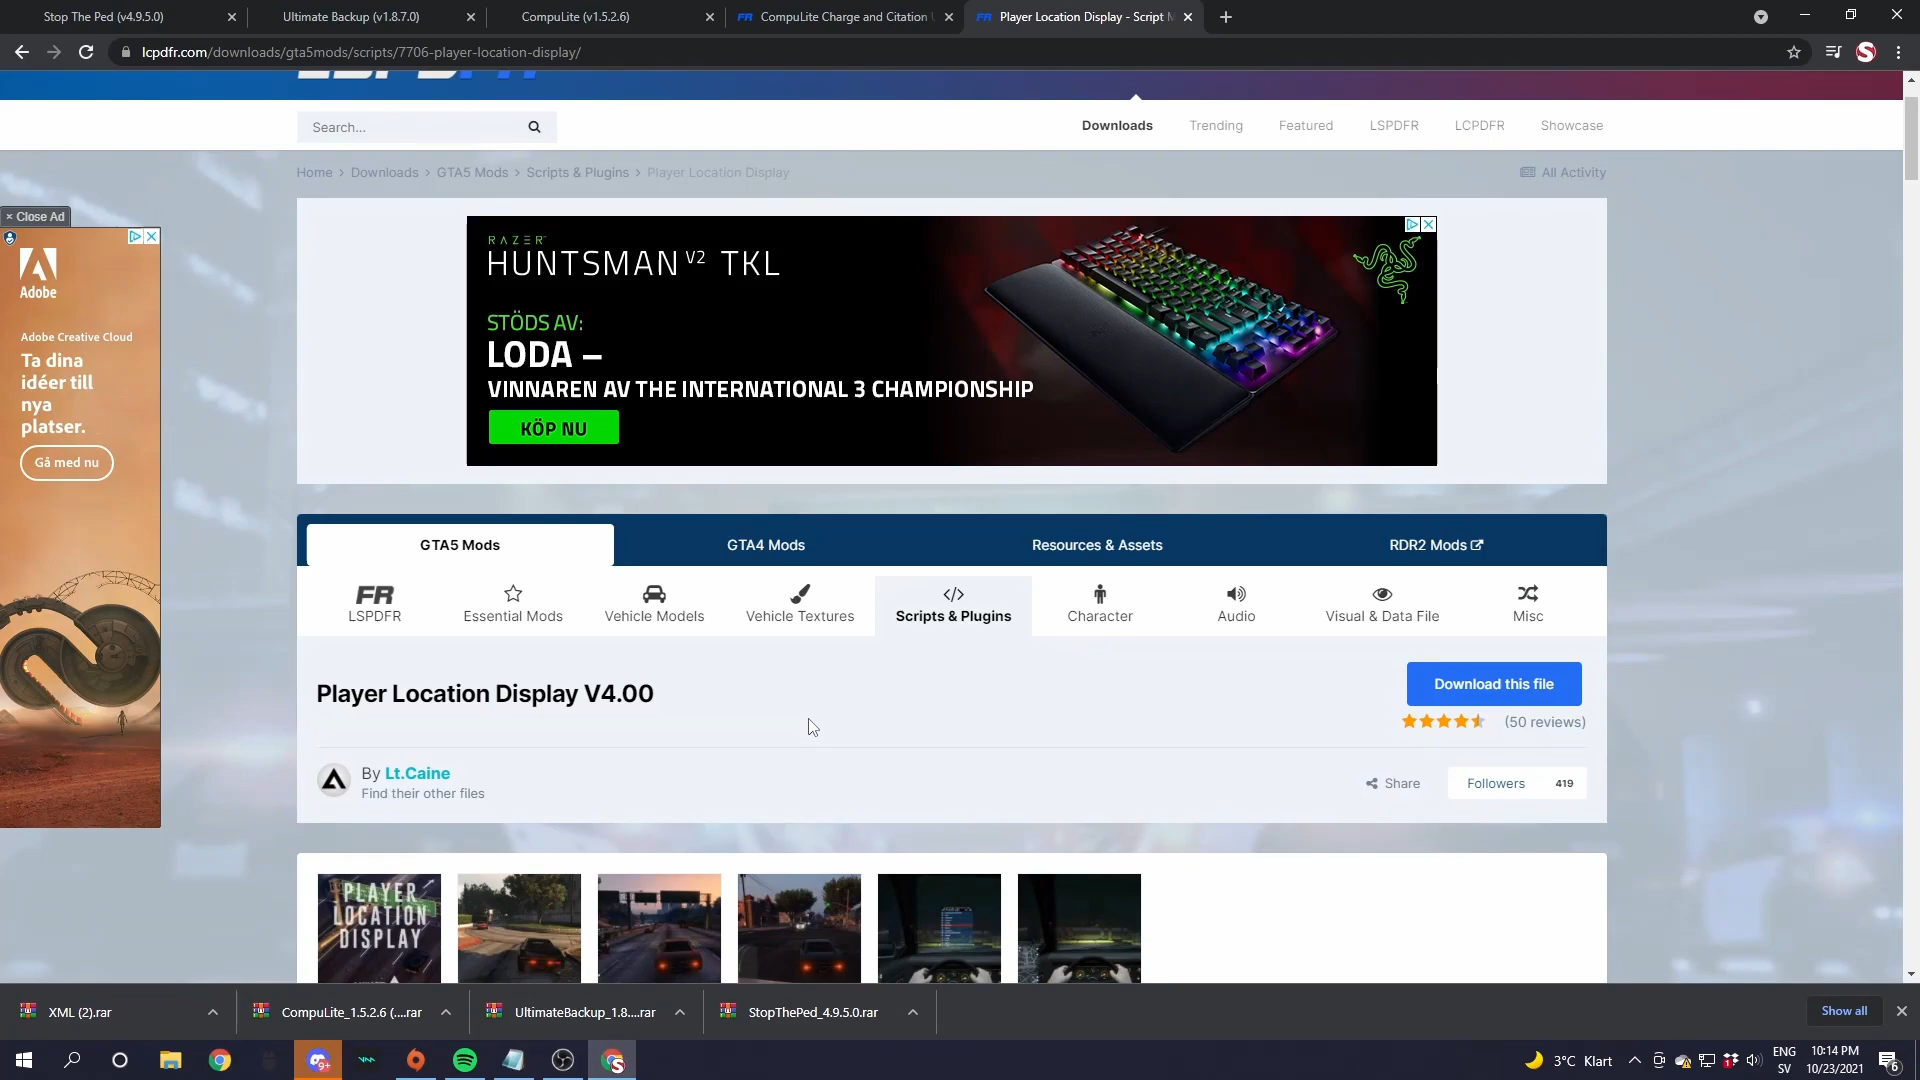 Stop The Ped (v4.9.5.0)
Ultimate Backup (v1.8.7.0)
CompuLite (v1.5.2.6)
CompuLite Charge and Citation
Player Location Display - Script
lcpdfr.com/downloads/gta5mods/scripts/7706-player-location-display/
Search...
Downloads
Trending
Featured
LSPDFR
LCPDFR
Showcase
Home > Downloads > GTA5 Mods > Scripts & Plugins > Player Location Display
All Activity
× Close Ad
Adobe
Adobe Creative Cloud
Ta dina
idéer till
nya
platser.
Gå med nu
RAZER
HUNTSMAN V2 TKL
STÖDS AV:
LODA –
VINNAREN AV THE INTERNATIONAL 3 CHAMPIONSHIP
KÖP NU
GTA5 Mods
GTA4 Mods
Resources & Assets
RDR2 Mods
FR
LSPDFR
Essential Mods
Vehicle Models
Vehicle Textures
</>
Scripts & Plugins
Character
Audio
Visual & Data File
Misc
Player Location Display V4.00
Download this file
(50 reviews)
By Lt.Caine
Find their other files
Share
Followers 419
PLAYER
LOCATION
DISPLAY
XML (2).rar
CompuLite_1.5.2.6 (....rar
UltimateBackup_1.8....rar
StopThePed_4.9.5.0.rar
Show all
9+
3°C Klart
ENG
SV
10:14 PM
10/23/2021
6